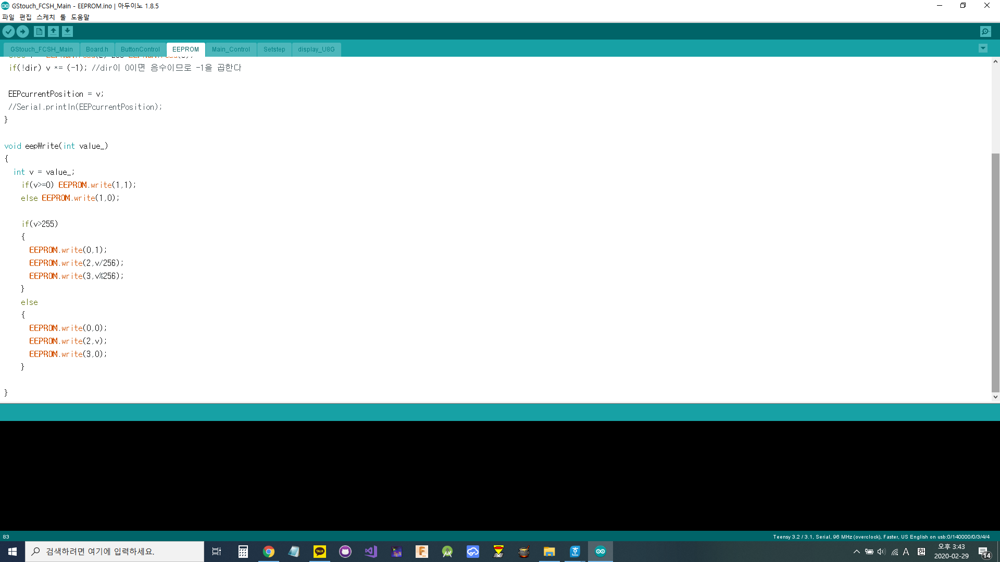 GStouch_FCSH_Main - EEPROM.ino | 아두이노 1.8.5
파일 편집 스케치 툴 도움말
GStouch_FCSH_Main Board.h ButtonControl EEPROM Main_Control Setstep display_U8G
if(!dir) v *= (-1); //dir이 0이면 음수이므로 -1을 곱한다
EEPcurrentPosition = v;
//Serial.println(EEPcurrentPosition);
}
void eepWrite(int value_)
{
int v = value_;
if(v>=0) EEPROM.write(1,1);
else EEPROM.write(1,0);
if(v>255)
{
EEPROM.write(0,1);
EEPROM.write(2,v/256);
EEPROM.write(3,v%256);
}
else
{
EEPROM.write(0,0);
EEPROM.write(2,v);
EEPROM.write(3,0);
}
}
83
Teensy 3.2 / 3.1, Serial, 96 MHz (overclock), Faster, US English on usb:0/140000/0/3/4/4
검색하려면 여기에 입력하세요.
TALK
A
오후 3:43
2020-02-29
14